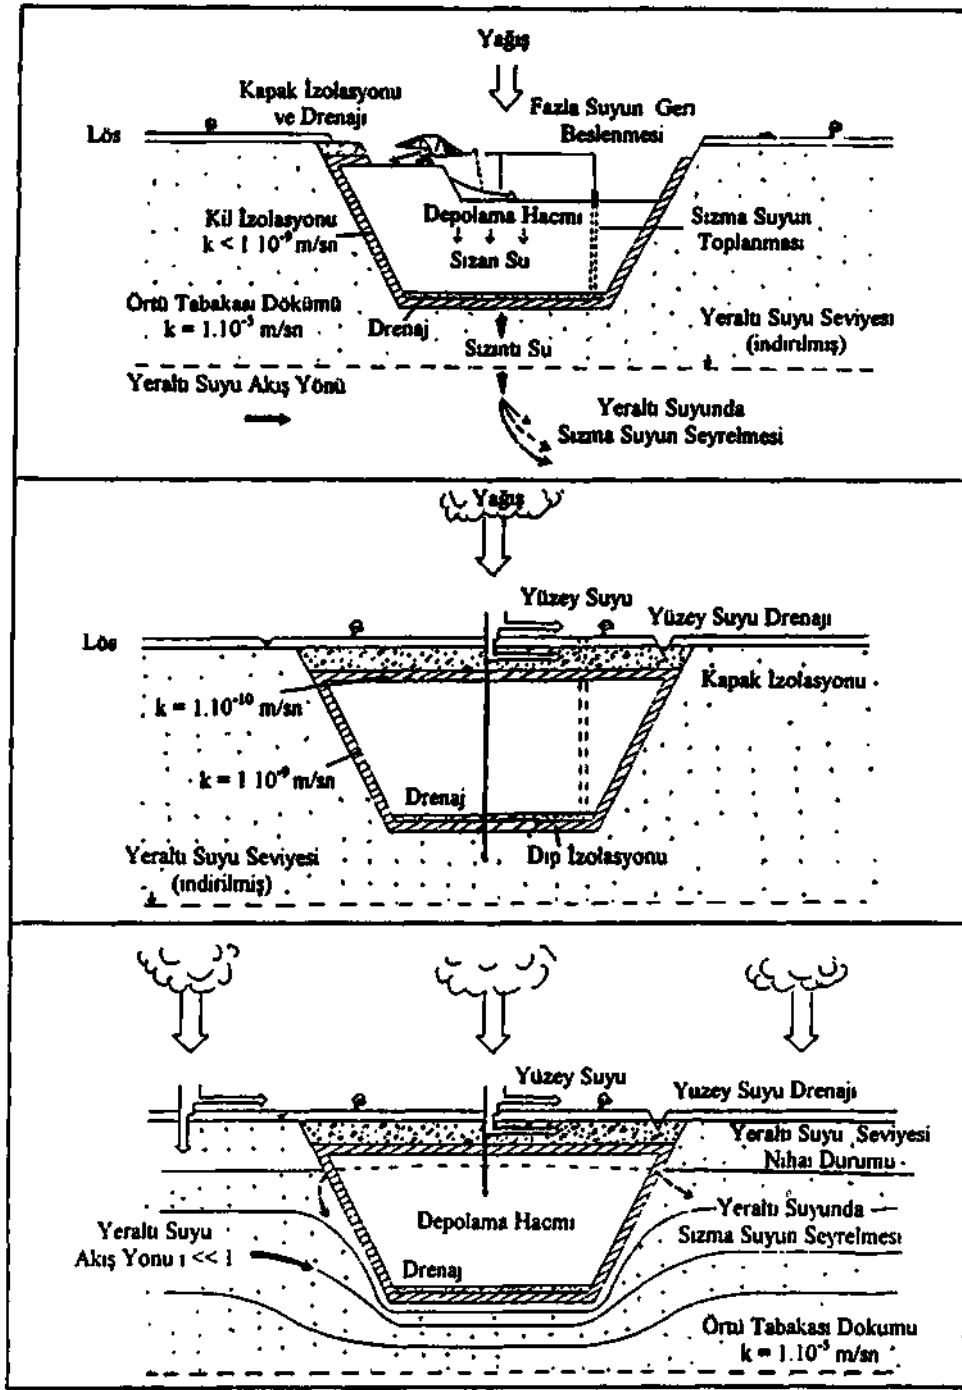 Yağış
Kapak İzolasyonu
ve Drenajı
Fazla Suyun Geri
Beslenmesi
Lös
Depolama Hacmı
Kil İzolasyonu
k < 1 10⁻⁹ m/sn
Sızma Suyun
Toplanması
Sızan Su
Örtü Tabakası Dökümü
k = 1.10⁻⁵ m/sn
Drenaj
Yeraltı Suyu Seviyesi
(indirilmiş)
Sızıntı Su
Yeraltı Suyu Akış Yönü
Yeraltı Suyunda
Sızma Suyun Seyrelmesi
Yağış
Yüzey Suyu
Yüzey Suyu Drenajı
Lös
Kapak İzolasyonu
k = 1.10⁻¹⁰ m/sn
k = 1 10⁻⁹ m/sn
Drenaj
Yeraltı Suyu Seviyesi
(ındirilmiş)
Dıp İzolasyonu
Yüzey Suyu
Yuzey Suyu Drenajı
Yeraltı Suyu Seviyesi
Nihai Durumu
Depolama Hacmı
Yeraltı Suyunda
Sızma Suyun Seyrelmesi
Yeraltı Suyu
Akış Yonu ı << 1
Drenaj
Örtü Tabakası Dokumu
k = 1.10⁻⁵ m/sn